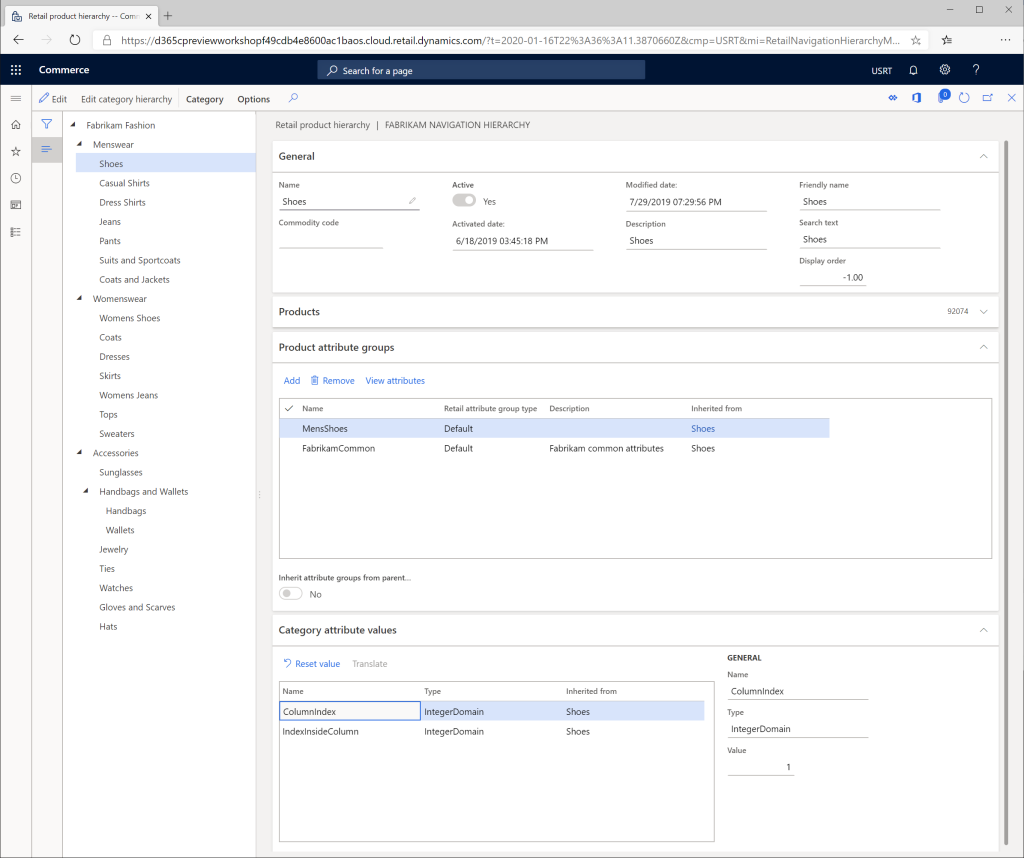 Retail product hierarchy -- Com
https://d365cpreviewworkshopf49cdb4e8600ac1baos.cloud.retail.dynamics.com/?t=2020-01-16T22%3A36%3A11.3870660Z&cmp=USRT&mi=RetailNavigationHierarchyM...
Commerce
Search for a page
USRT
?
Edit
Edit category hierarchy
Category
Options
0
Fabrikam Fashion
Menswear
Shoes
Casual Shirts
Dress Shirts
Jeans
Pants
Suits and Sportcoats
Coats and Jackets
Womenswear
Womens Shoes
Coats
Dresses
Skirts
Womens Jeans
Tops
Sweaters
Accessories
Sunglasses
Handbags and Wallets
Handbags
Wallets
Jewelry
Ties
Watches
Gloves and Scarves
Hats
Retail product hierarchy | FABRIKAM NAVIGATION HIERARCHY
General
Name
Shoes
Commodity code
Active
Yes
Activated date:
6/18/2019 03:45:18 PM
Modified date:
7/29/2019 07:29:56 PM
Description
Shoes
Friendly name
Shoes
Search text
Shoes
Display order
-1.00
Products
92074
Product attribute groups
Add Remove View attributes
Name Retail attribute group type Description Inherited from
MensShoes Default Shoes
FabrikamCommon Default Fabrikam common attributes Shoes
Inherit attribute groups from parent...
No
Category attribute values
Reset value Translate
Name Type Inherited from
ColumnIndex IntegerDomain Shoes
IndexInsideColumn IntegerDomain Shoes
GENERAL
Name
ColumnIndex
Type
IntegerDomain
Value
1